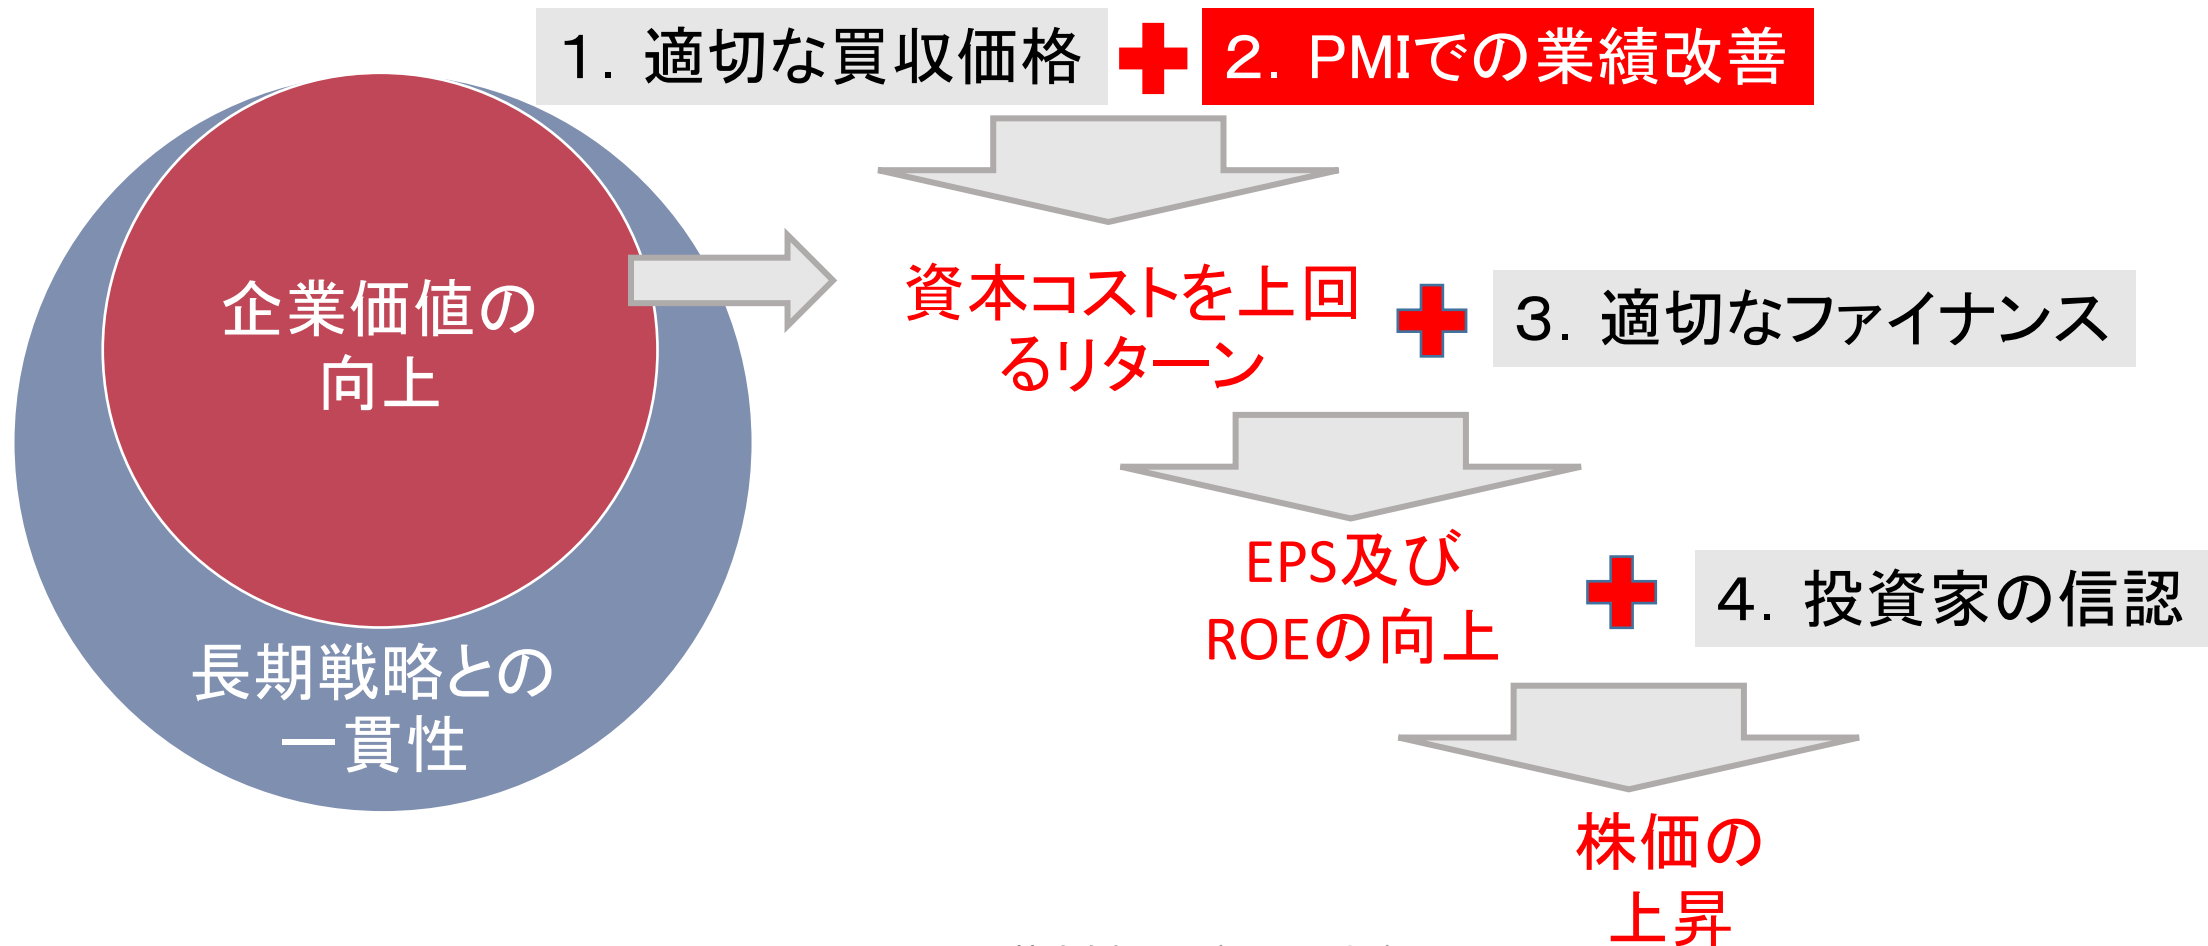 １．適切な買収価格
２．PMIでの業績改善
企業価値の
向上
資本コストを上回
るリターン
３．適切なファイナンス
EPS及び
ROEの向上
４．投資家の信認
長期戦略との
一貫性
株価の
上昇